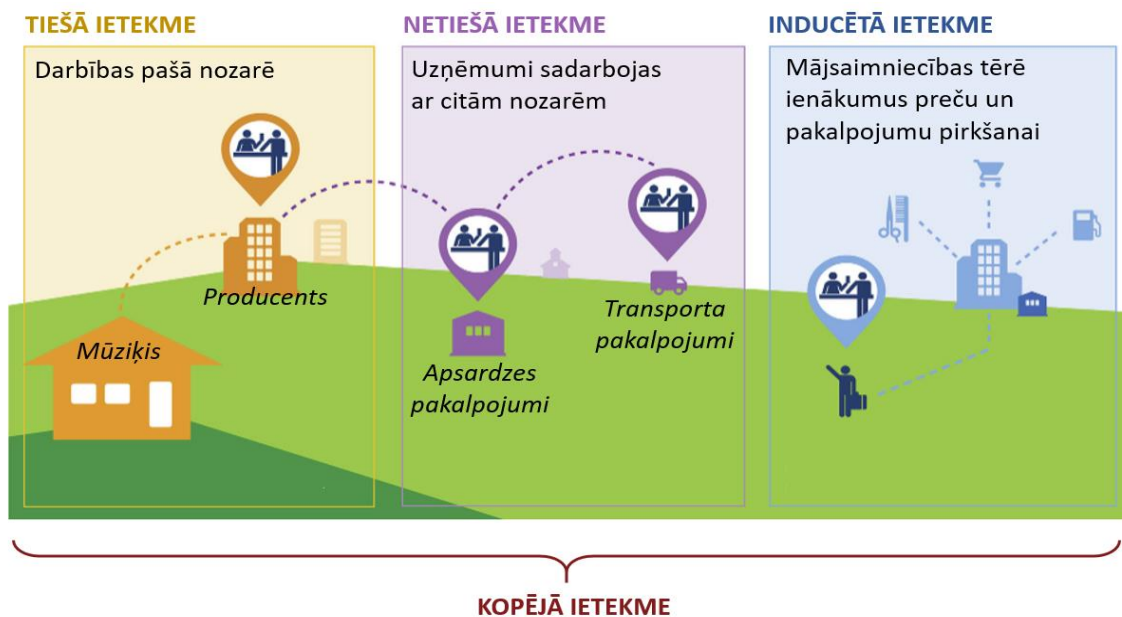 TIEŠĀ IETEKME
Darbības pašā nozarē
Producents
Mūziķis
NETIEŠĀ IETEKME
Uzņēmumi sadarbojas
ar citām nozarēm
Apsardzes
pakalpojumi
Transporta
pakalpojumi
INDUCĒTĀ IETEKME
Mājsaimniecības tērē
ienākumus preču un
pakalpojumu pirkšanai
KOPĒJĀ IETEKME